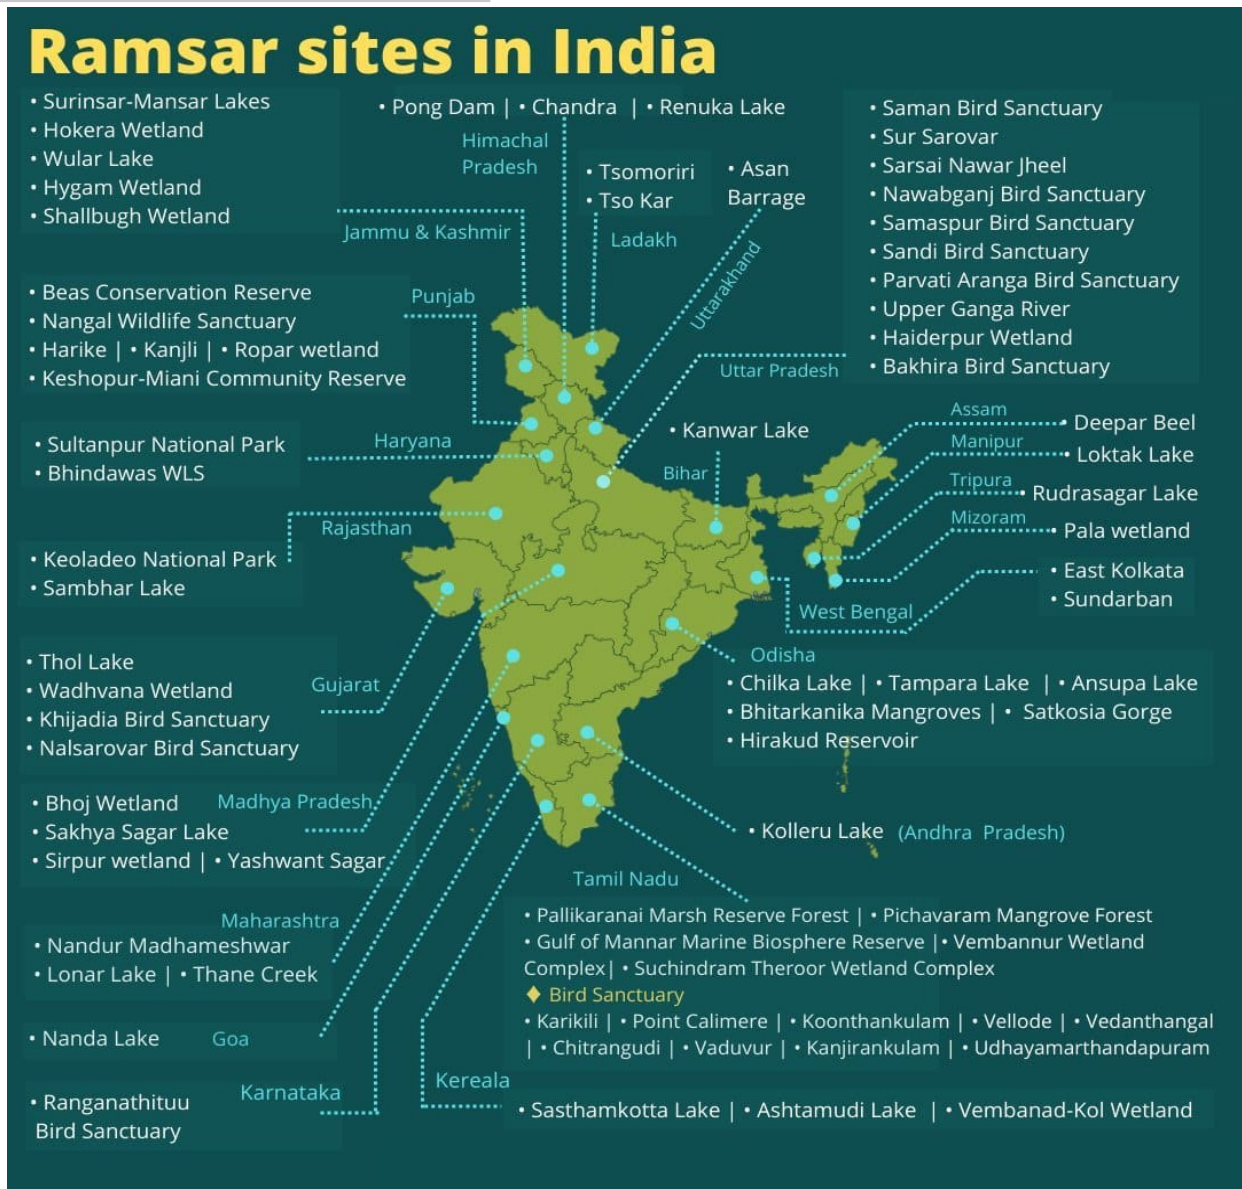 Ramsar sites in India
• Surinsar-Mansar Lakes
• Hokera Wetland
• Wular Lake
• Hygam Wetland
• Shallbugh Wetland
Jammu & Kashmir
• Pong Dam | • Chandra | • Renuka Lake
Himachal
Pradesh
• Tsomoriri
• Tso Kar
Ladakh
• Asan
Barrage
Uttarakhand
• Saman Bird Sanctuary
• Sur Sarovar
• Sarsai Nawar Jheel
• Nawabganj Bird Sanctuary
• Samaspur Bird Sanctuary
• Sandi Bird Sanctuary
• Parvati Aranga Bird Sanctuary
• Upper Ganga River
• Haiderpur Wetland
• Bakhira Bird Sanctuary
Uttar Pradesh
• Beas Conservation Reserve
• Nangal Wildlife Sanctuary
• Harike | • Kanjli | • Ropar wetland
• Keshopur-Miani Community Reserve
Punjab
• Sultanpur National Park
• Bhindawas WLS
Haryana
• Kanwar Lake
Bihar
Assam
• Deepar Beel
Manipur
• Loktak Lake
Tripura
• Rudrasagar Lake
Mizoram
• Pala wetland
• East Kolkata
• Sundarban
West Bengal
Rajasthan
• Keoladeo National Park
• Sambhar Lake
• Thol Lake
• Wadhvana Wetland
• Khijadia Bird Sanctuary
• Nalsarovar Bird Sanctuary
Gujarat
Odisha
• Chilka Lake | • Tampara Lake | • Ansupa Lake
• Bhitarkanika Mangroves | • Satkosia Gorge
• Hirakud Reservoir
• Bhoj Wetland
Madhya Pradesh
• Sakhya Sagar Lake
• Sirpur wetland | • Yashwant Sagar
• Kolleru Lake (Andhra Pradesh)
Maharashtra
• Nandur Madhameshwar
• Lonar Lake | • Thane Creek
Tamil Nadu
• Pallikaranai Marsh Reserve Forest | • Pichavaram Mangrove Forest
• Gulf of Mannar Marine Biosphere Reserve |• Vembannur Wetland
Complex| • Suchindram Theroor Wetland Complex
♦ Bird Sanctuary
• Karikili | • Point Calimere | • Koonthankulam | • Vellode | • Vedanthangal
| • Chitrangudi | • Vaduvur | • Kanjirankulam | • Udhayamarthandapuram
• Nanda Lake
Goa
• Ranganathituu
Bird Sanctuary
Karnataka
Kereala
• Sasthamkotta Lake | • Ashtamudi Lake | • Vembanad-Kol Wetland